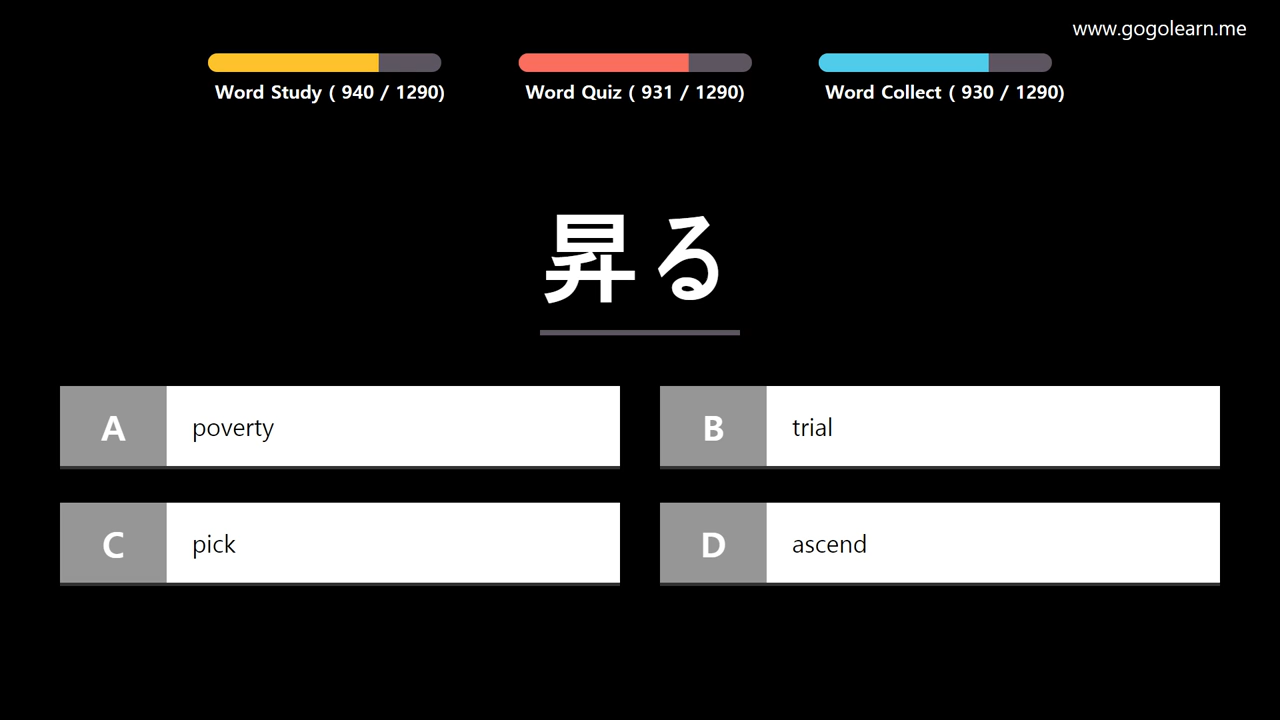 www.gogolearn.me
Word Study ( 940 / 1290)
Word Quiz ( 931 / 1290)
Word Collect ( 930 / 1290)
昇る
A poverty
B trial
C pick
D ascend